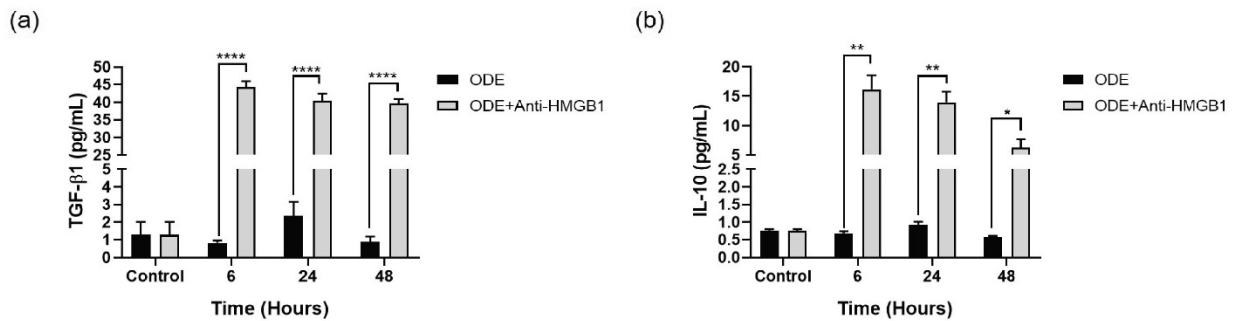 (a)
TGF-β1 (pg/mL)
50
45
40
35
30
25
5
4
3
2
1
0
****
****
****
Control
6
24
48
Time (Hours)
ODE
ODE+Anti-HMGB1
(b)
IL-10 (pg/mL)
25
20
15
10
5
2.0
1.5
1.0
0.5
0.0
**
**
*
Control
6
24
48
Time (Hours)
ODE
ODE+Anti-HMGB1